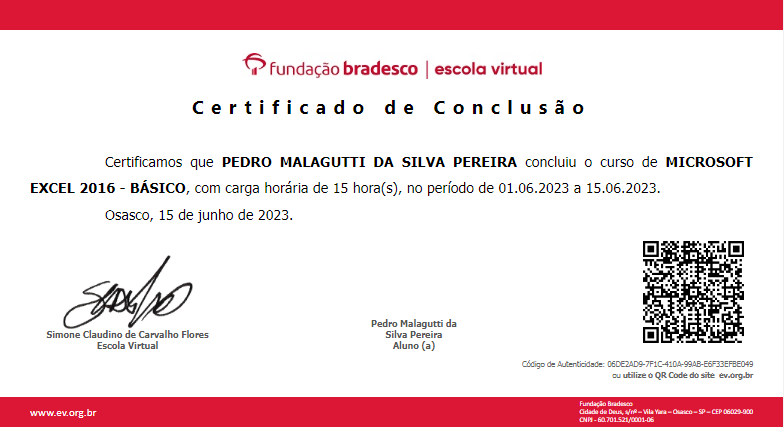 fundação bradesco | escola virtual
Certificado de Conclusão
Certificamos que PEDRO MALAGUTTI DA SILVA PEREIRA concluiu o curso de MICROSOFT
EXCEL 2016 - BÁSICO, com carga horária de 15 hora(s), no período de 01.06.2023 a 15.06.2023.
Osasco, 15 de junho de 2023.
Simone Claudino de Carvalho Flores
Escola Virtual
Pedro Malagutti da
Silva Pereira
Aluno (a)
Código de Autenticidade: 06DE2AD9-7F1C-410A-99AB-E6F33EFBE049
ou utilize o QR Code do site ev.org.br
www.ev.org.br
Fundação Bradesco
Cidade de Deus, s/nº – Vila Yara – Osasco – SP – CEP 06029-900
CNPJ - 60.701.521/0001-06